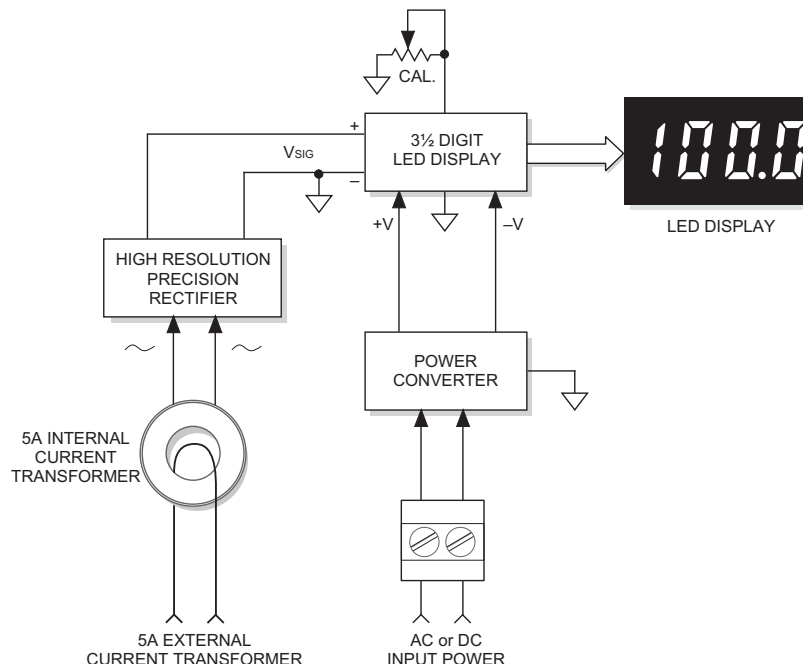 CAL.
+
VSIG
–
3½ DIGIT
LED DISPLAY
100.0
LED DISPLAY
+V
–V
HIGH RESOLUTION
PRECISION
RECTIFIER
POWER
CONVERTER
5A INTERNAL
CURRENT
TRANSFORMER
5A EXTERNAL
CURRENT TRANSFORMER
AC or DC
INPUT POWER